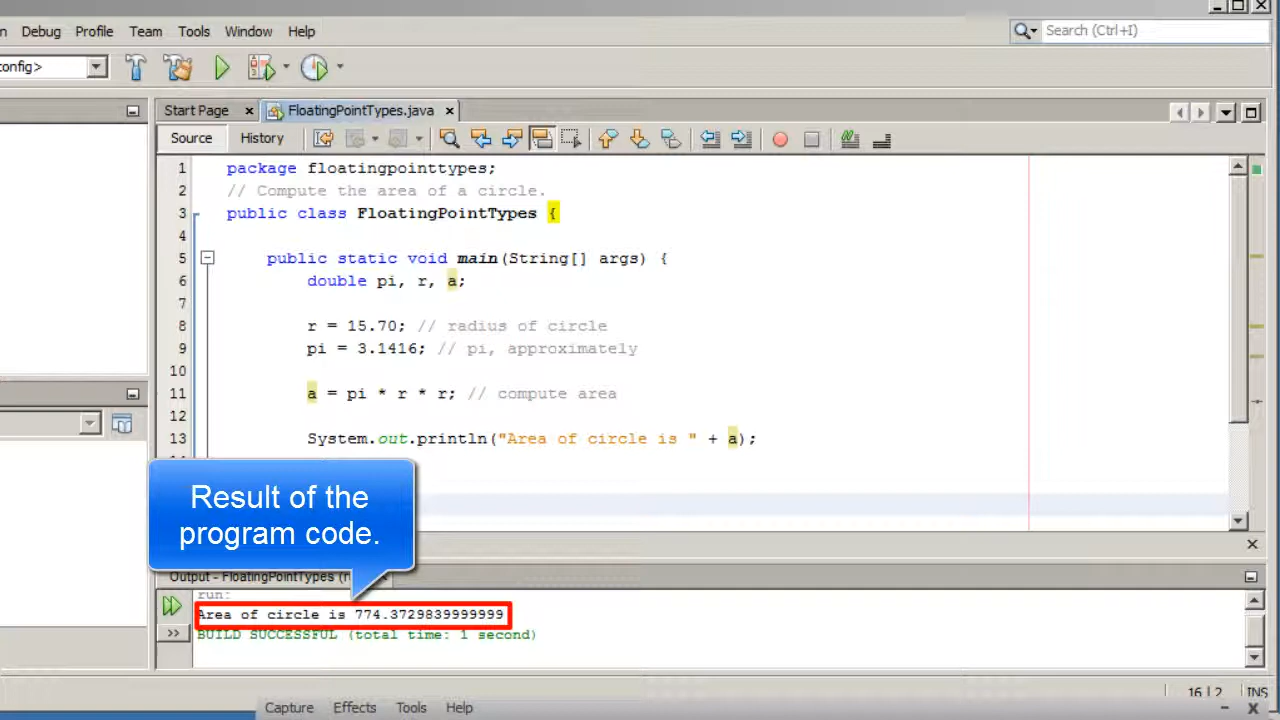 Debug Profile Team Tools Window Help
Search (Ctrl+I)
Start Page FloatingPointTypes.java
Source History
1 package floatingpointtypes;
2 // Compute the area of a circle.
3 public class FloatingPointTypes {
4
5 public static void main(String[] args) {
6 double pi, r, a;
7
8 r = 15.70; // radius of circle
9 pi = 3.1416; // pi, approximately
10
11 a = pi * r * r; // compute area
12
13 System.out.println("Area of circle is " + a);
Result of the
program code.
Output - FloatingPointTypes
run:
Area of circle is 774.3729839999999
BUILD SUCCESSFUL (total time: 1 second)
16|2 INS
Capture Effects Tools Help